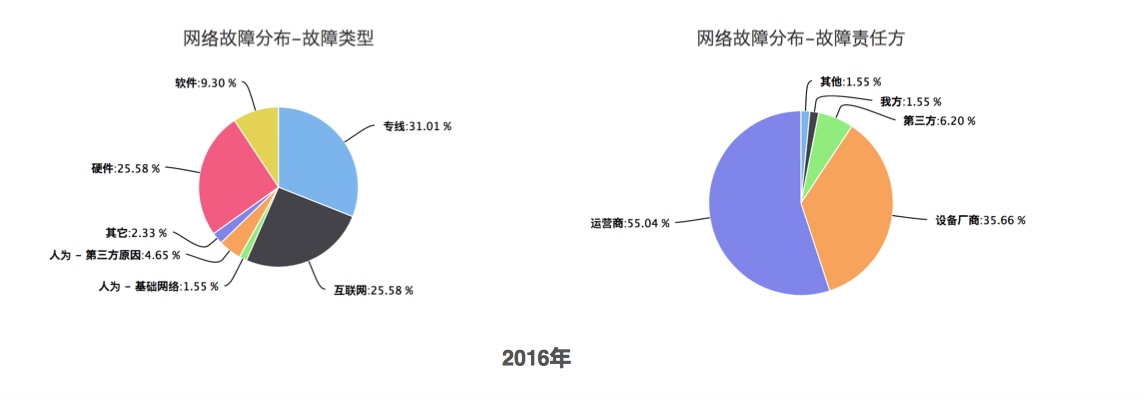 网络故障分布-故障类型
软件:9.30 %
专线:31.01 %
硬件:25.58 %
其它:2.33 %
人为 - 第三方原因:4.65 %
人为 - 基础网络:1.55 %
互联网:25.58 %
网络故障分布-故障责任方
其他:1.55 %
我方:1.55 %
第三方:6.20 %
运营商:55.04 %
设备厂商:35.66 %
2016年